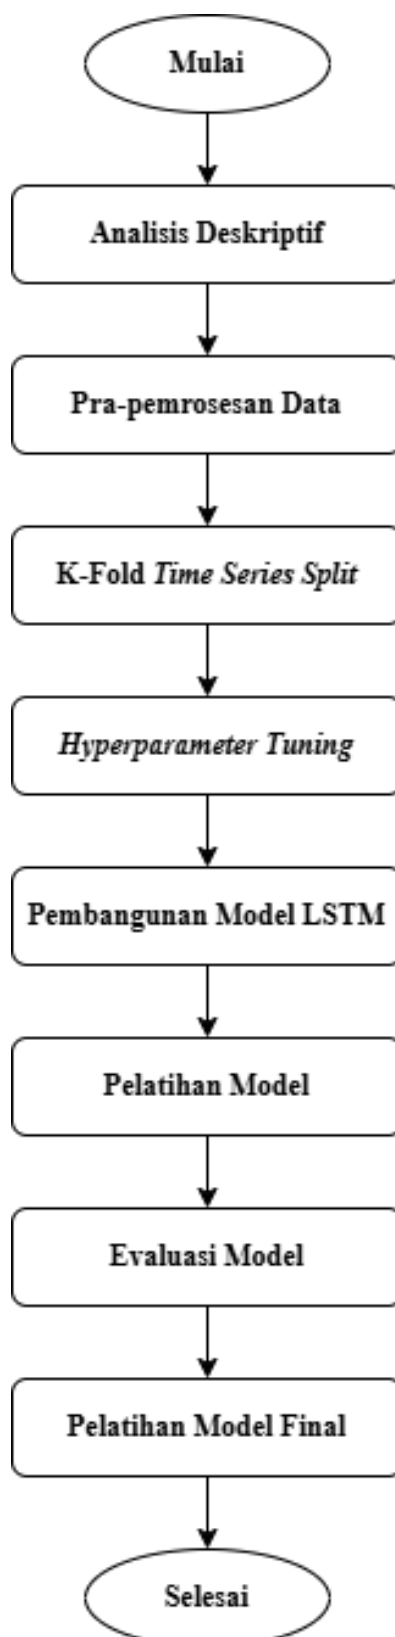 Mulai
Analisis Deskriptif
Pra-pemrosesan Data
K-Fold Time Series Split
Hyperparameter Tuning
Pembangunan Model LSTM
Pelatihan Model
Evaluasi Model
Pelatihan Model Final
Selesai